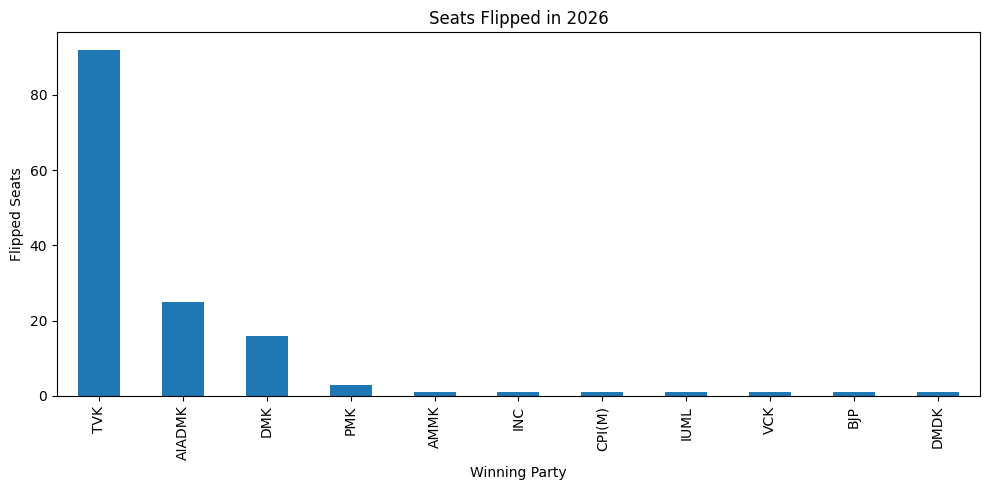 Seats Flipped in 2026
Flipped Seats
80
60
40
20
0
TVK
AIADMK
DMK
PMK
AMMK
INC
CPI(M)
IUML
VCK
BJP
DMDK
Winning Party